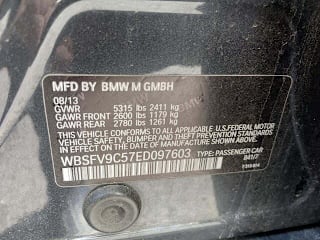 MFD BY BMW M GMBH
08/13
GVWR 5315 lbs 2411 kg
GAWR FRONT 2600 lbs 1179 kg
GAWR REAR 2780 lbs 1261 kg
THIS VEHICLE CONFORMS TO ALL APPLICABLE U.S. FEDERAL MOTOR
VEHICLE SAFETY, BUMPER, AND THEFT PREVENTION STANDARDS
IN EFFECT ON THE DATE OF MANUFACTURE SHOWN ABOVE.
WBSFV9C57ED097603 TYPE: PASSENGER CAR